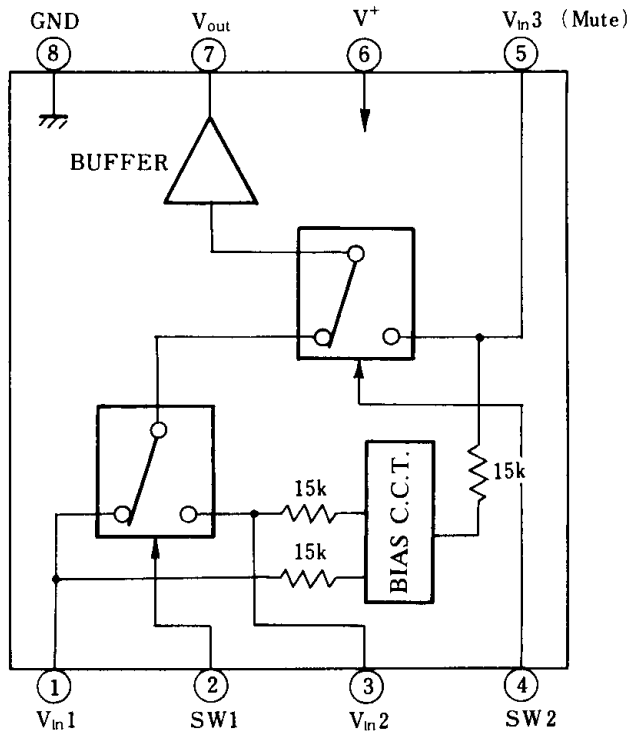 GND Vout V+ VIn3 (Mute)
8 7 6 5
BUFFER
15k
15k
15k
BIAS C.C.T.
1 2 3 4
VIn1 SW1 VIn2 SW2